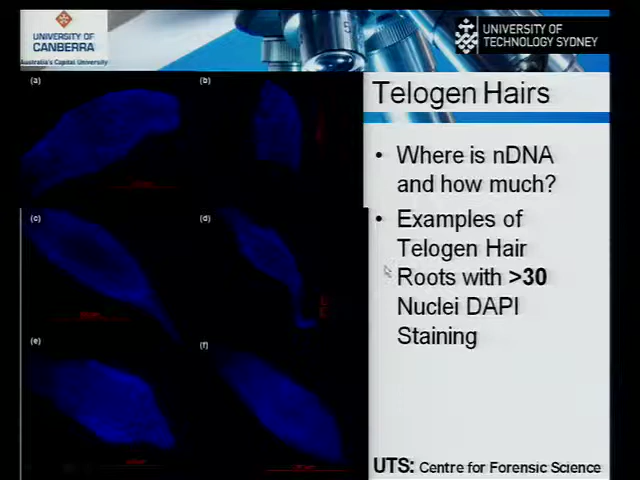 UNIVERSITY OF
CANBERRA
Australia's Capital University
UNIVERSITY OF
TECHNOLOGY SYDNEY
Telogen Hairs
(a)
(b)
(c)
(d)
(e)
(f)
• Where is nDNA
and how much?
• Examples of
Telogen Hair
Roots with >30
Nuclei DAPI
Staining
UTS: Centre for Forensic Science